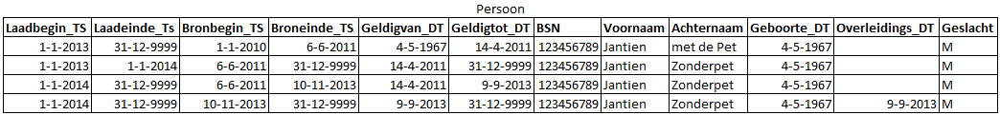 Persoon
Laadbegin_TS Laadeinde_Ts Bronbegin_TS Broneinde_TS Geldigvan_DT Geldigtot_DT BSN Voornaam Achternaam Geboorte_DT Overleidings_DT Geslacht
1-1-2013 31-12-9999 1-1-2010 6-6-2011 4-5-1967 14-4-2011 123456789 Jantien met de Pet 4-5-1967 M
1-1-2013 1-1-2014 6-6-2011 31-12-9999 14-4-2011 31-12-9999 123456789 Jantien Zonderpet 4-5-1967 M
1-1-2014 31-12-9999 6-6-2011 10-11-2013 14-4-2011 9-9-2013 123456789 Jantien Zonderpet 4-5-1967 M
1-1-2014 31-12-9999 10-11-2013 31-12-9999 9-9-2013 31-12-9999 123456789 Jantien Zonderpet 4-5-1967 9-9-2013 M